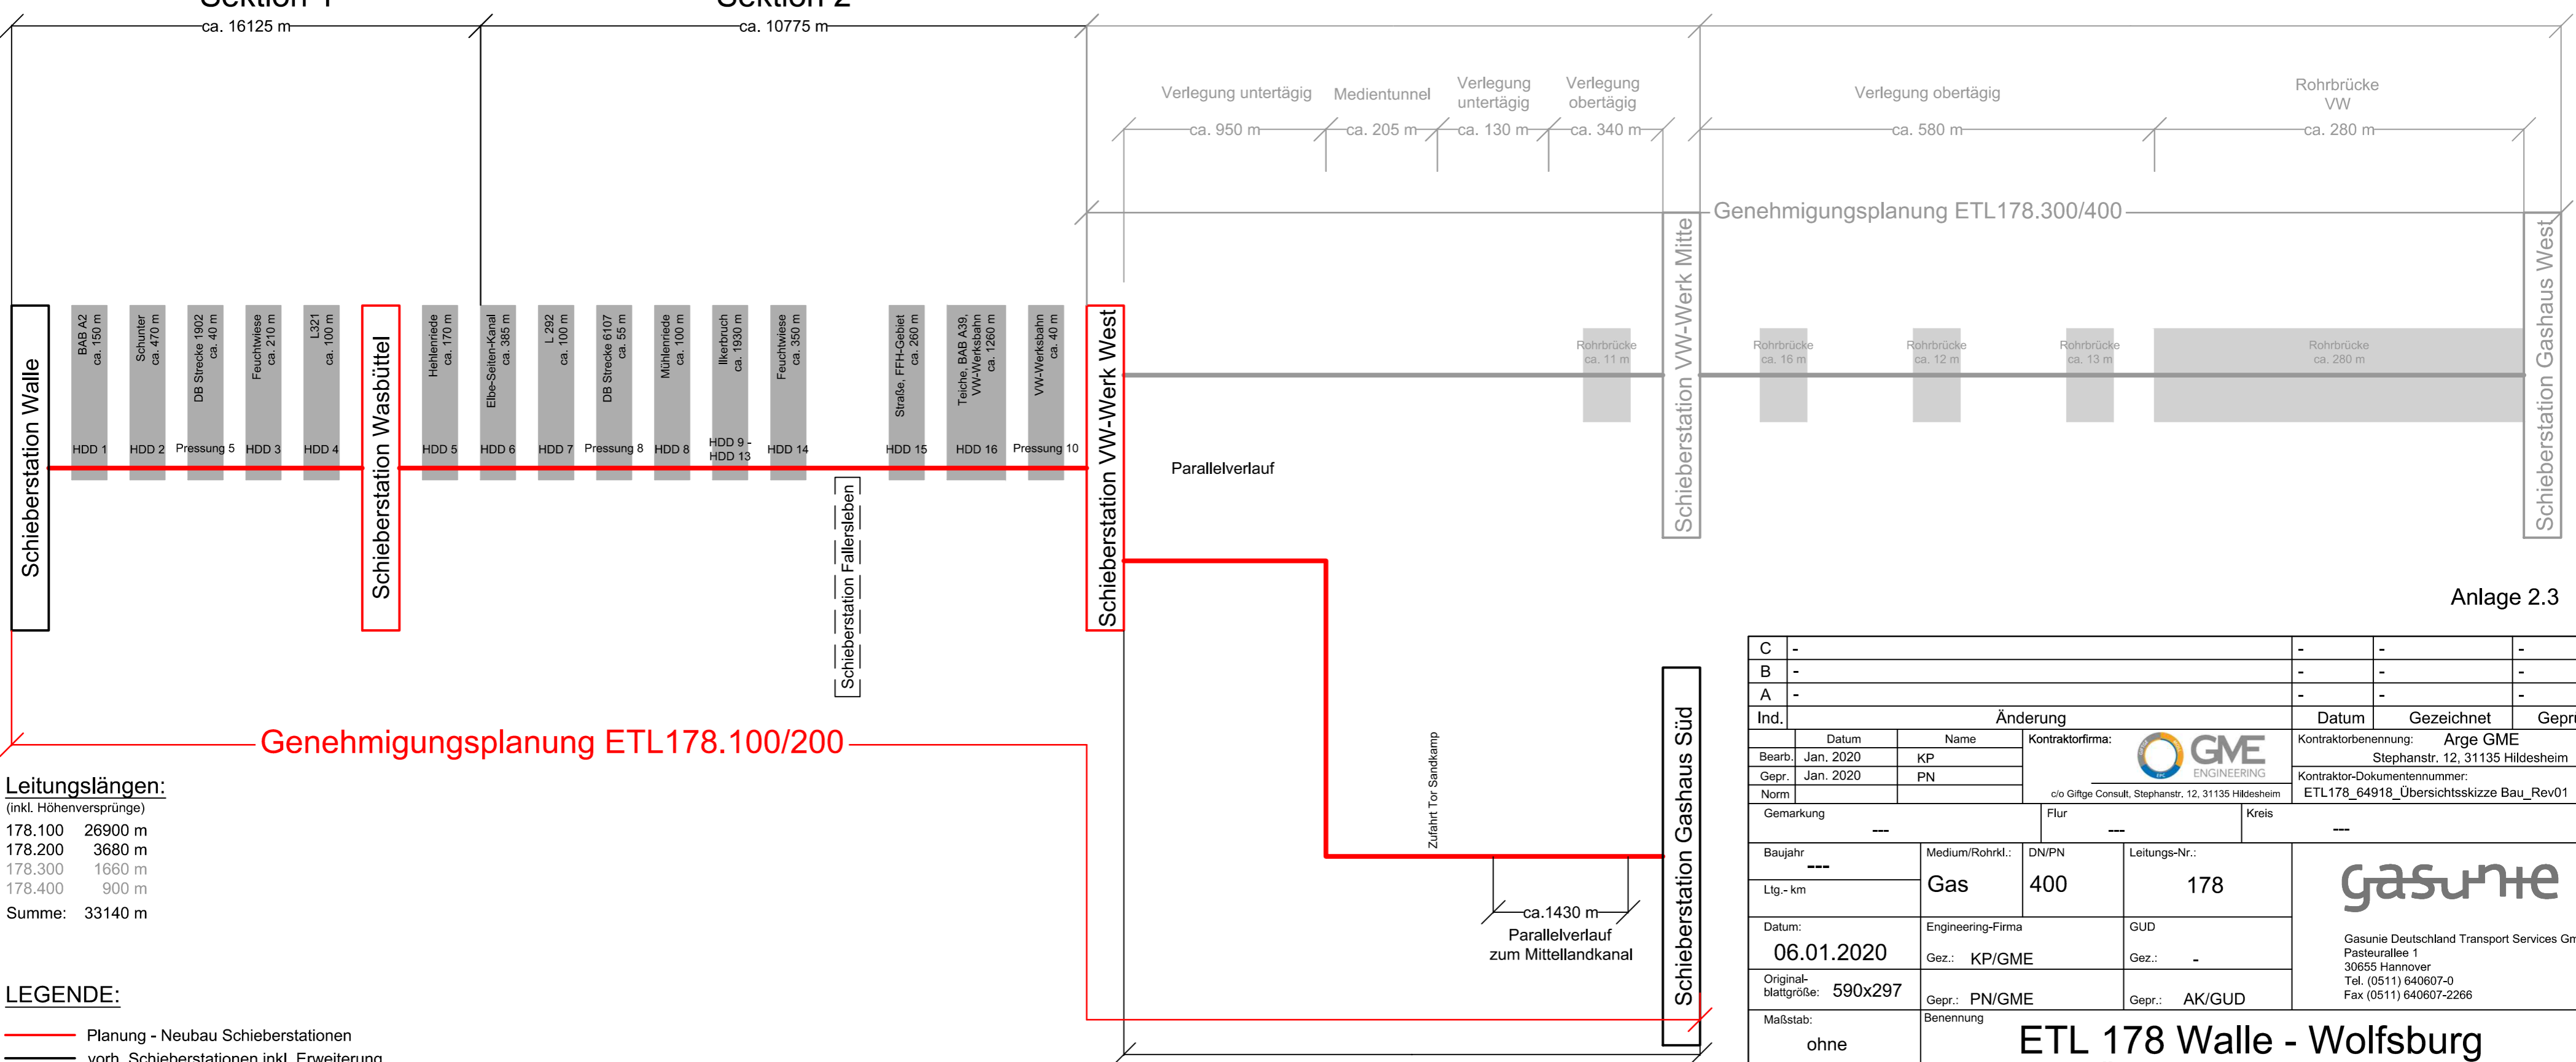 Sektion 1
Sektion 2
ca. 16125 m
ca. 10775 m
Verlegung untertägig
Medientunnel
Verlegung
untertägig
Verlegung
obertägig
Verlegung obertägig
Rohrbrücke
VW
ca. 950 m
ca. 205 m
ca. 130 m
ca. 340 m
ca. 580 m
ca. 280 m
Genehmigungsplanung ETL178.300/400
Schieberstation Walle
BAB A2
ca. 150 m
HDD 1
Schunter
ca. 470 m
HDD 2
DB Strecke 1902
ca. 40 m
Pressung 5
Feuchtwiese
ca. 210 m
HDD 3
L321
ca. 100 m
HDD 4
Schieberstation Wasbüttel
Hehlenriede
ca. 170 m
HDD 5
Elbe-Seiten-Kanal
ca. 385 m
HDD 6
L 292
ca. 100 m
HDD 7
DB Strecke 6107
ca. 55 m
Pressung 8
Mühlenriede
ca. 100 m
HDD 8
Ilkerbruch
ca. 1930 m
HDD 9 -
HDD 13
Feuchtwiese
ca. 350 m
HDD 14
Schieberstation Fallersleben
Straße, FFH-Gebiet
ca. 260 m
HDD 15
Teiche, BAB A39,
VW-Werksbahn
ca. 1260 m
HDD 16
VW-Werksbahn
ca. 40 m
Pressung 10
Schieberstation VW-Werk West
Parallelverlauf
Rohrbrücke
ca. 11 m
Schieberstation VW-Werk Mitte
Rohrbrücke
ca. 16 m
Rohrbrücke
ca. 12 m
Rohrbrücke
ca. 13 m
Rohrbrücke
ca. 280 m
Schieberstation Gashaus West
Genehmigungsplanung ETL178.100/200
Zufahrt Tor Sandkamp
ca.1430 m
Parallelverlauf
zum Mittellandkanal
Schieberstation Gashaus Süd
Leitungslängen:
(inkl. Höhenversprünge)
178.100 26900 m
178.200 3680 m
178.300 1660 m
178.400 900 m
Summe: 33140 m
LEGENDE:
Planung - Neubau Schieberstationen
vorh. Schieberstationen inkl. Erweiterung
Anlage 2.3
C - - - -
B - - - -
A - - - -
Ind. Änderung Datum Gezeichnet Geprü
Datum Name
Bearb. Jan. 2020 KP
Gepr. Jan. 2020 PN
Norm
Kontraktorfirma:
GME
ENGINEERING
c/o Giftge Consult, Stephanstr. 12, 31135 Hildesheim
Kontraktorbenennung: Arge GME
Stephanstr. 12, 31135 Hildesheim
Kontraktor-Dokumentennummer:
ETL178_64918_Übersichtsskizze Bau_Rev01
Gemarkung ---
Flur ---
Kreis ---
Baujahr ---
Ltg.- km
Medium/Rohrkl.: Gas
DN/PN 400
Leitungs-Nr.: 178
gasunie
Gasunie Deutschland Transport Services Gm
Pasteurallee 1
30655 Hannover
Tel. (0511) 640607-0
Fax (0511) 640607-2266
Datum: 06.01.2020
Engineering-Firma
Gez.: KP/GME
GUD
Gez.: -
Original-
blattgröße: 590x297
Gepr.: PN/GME
Gepr.: AK/GUD
Maßstab: ohne
Benennung
ETL 178 Walle - Wolfsburg